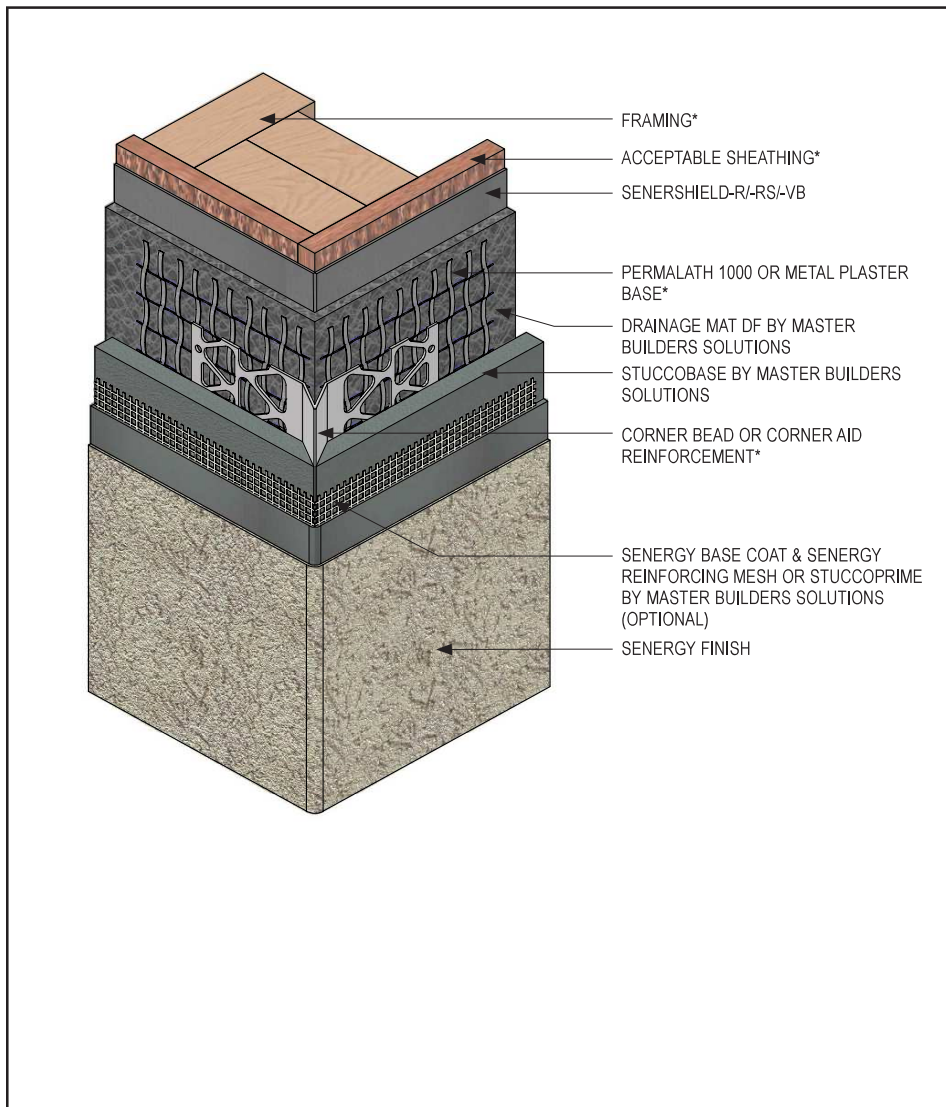 FRAMING*
ACCEPTABLE SHEATHING*
SENERSHIELD-R/-RS/-VB
PERMALATH 1000 OR METAL PLASTER
BASE*
DRAINAGE MAT DF BY MASTER
BUILDERS SOLUTIONS
STUCCOBASE BY MASTER BUILDERS
SOLUTIONS
CORNER BEAD OR CORNER AID
REINFORCEMENT*
SENERGY BASE COAT & SENERGY
REINFORCING MESH OR STUCCOPRIME
BY MASTER BUILDERS SOLUTIONS
(OPTIONAL)
SENERGY FINISH